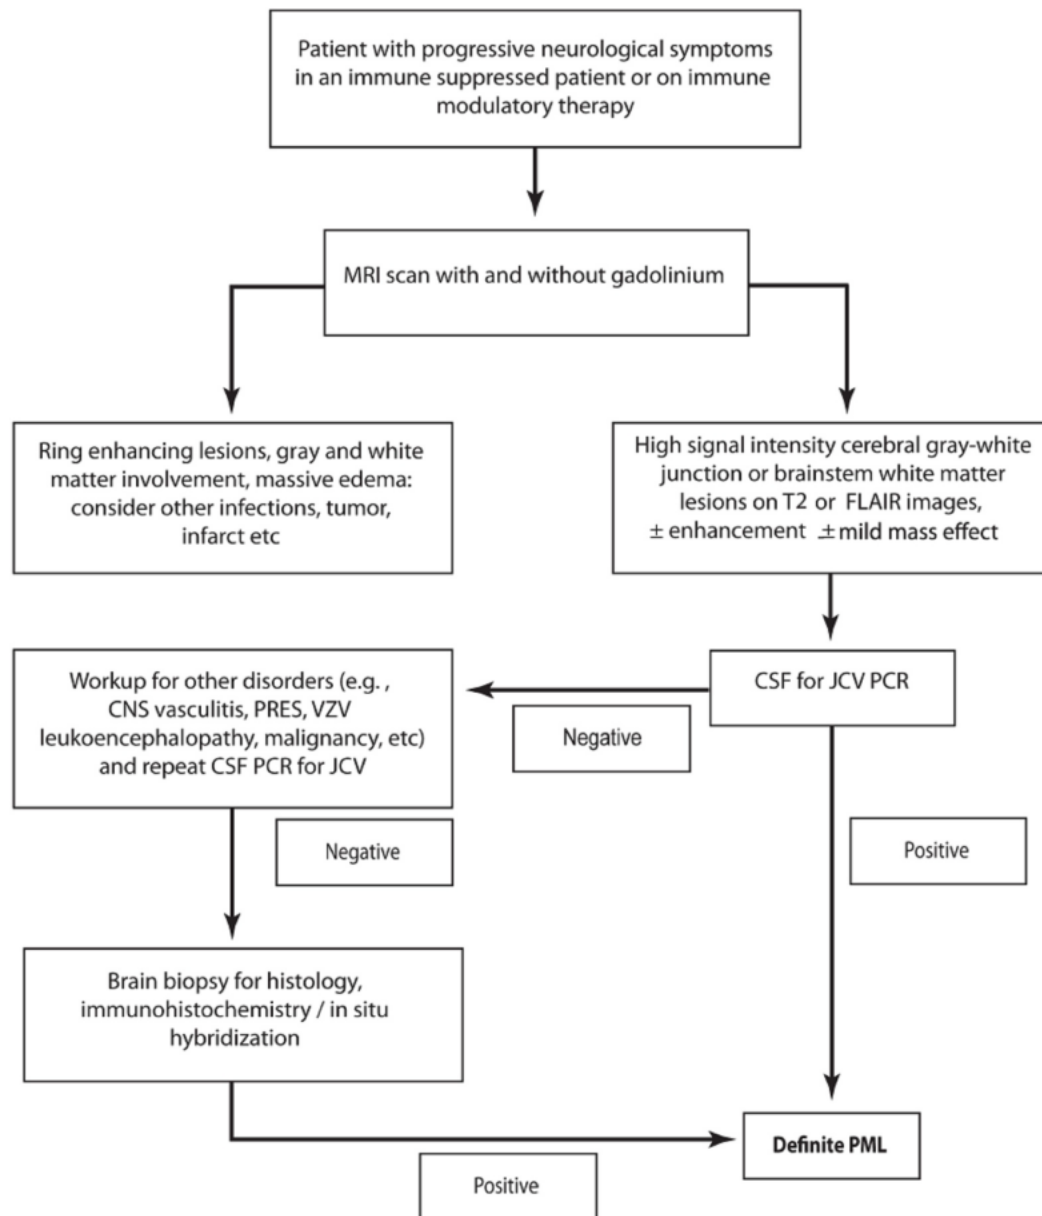 Patient with progressive neurological symptoms
in an immune suppressed patient or on immune
modulatory therapy
MRI scan with and without gadolinium
Ring enhancing lesions, gray and white
matter involvement, massive edema:
consider other infections, tumor,
infarct etc
High signal intensity cerebral gray-white
junction or brainstem white matter
lesions on T2 or FLAIR images,
± enhancement ±mild mass effect
CSF for JCV PCR
Negative
Workup for other disorders (e.g. ,
CNS vasculitis, PRES, VZV
leukoencephalopathy, malignancy, etc)
and repeat CSF PCR for JCV
Negative
Positive
Brain biopsy for histology,
immunohistochemistry / in situ
hybridization
Positive
Definite PML